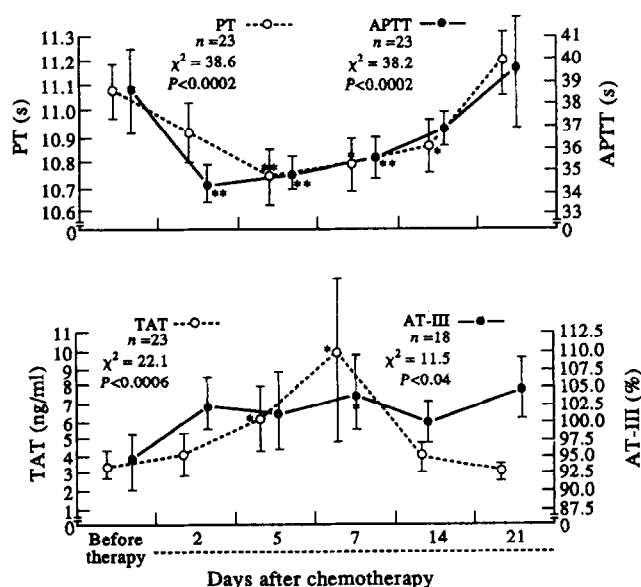 PT
n=23
χ² = 38.6
P<0.0002
APTT
n=23
χ² = 38.2
P<0.0002
PT (s)
11.3
11.2
11.1
11.0
10.9
10.8
10.7
10.6
0
APTT (s)
41
40
39
38
37
36
35
34
33
0
**
**
**
*
**
*
TAT
n=23
χ² = 22.1
P<0.0006
AT-III
n=18
χ² = 11.5
P<0.04
TAT (ng/ml)
11
10
9
8
7
6
5
4
3
2
1
0
AT-III (%)
112.5
110.0
107.5
105.0
102.5
100.0
97.5
95.0
92.5
90.0
85.0
0
*
*
*
Before therapy 2 5 7 14 21
Days after chemotherapy